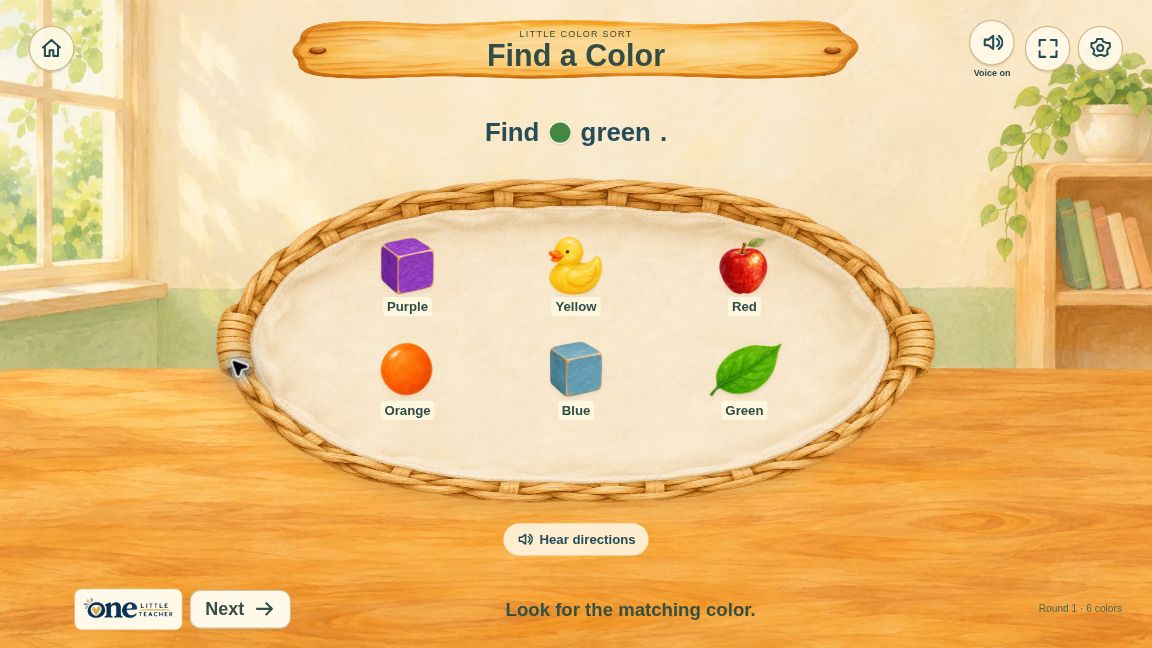 LITTLE COLOR SORT
Find a Color
Voice on
Find green .
Purple
Yellow
Red
Orange
Blue
Green
Hear directions
one LITTLE TEACHER
Next
Look for the matching color.
Round 1 · 6 colors